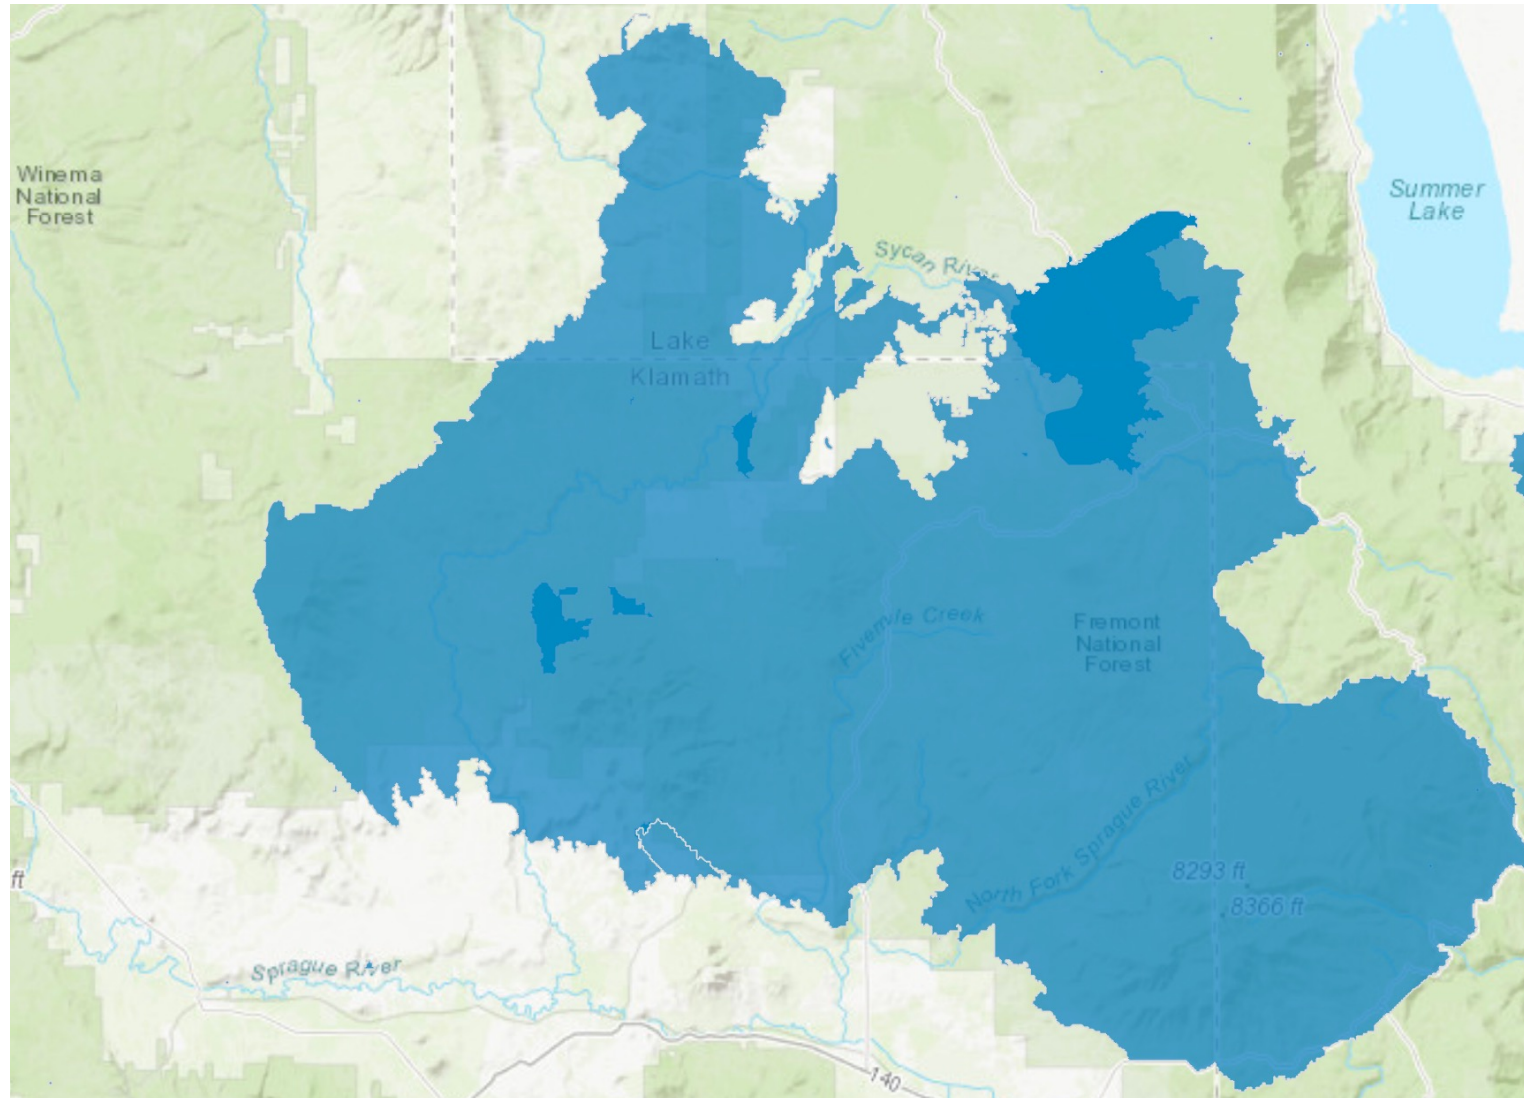 Winema
National
Forest
Summer
Lake
Sycan River
Lake
Klamath
Fivemile Creek
Fremont
National
Forest
North Fork Sprague River
8293 ft
8366 ft
ft
Sprague River
140